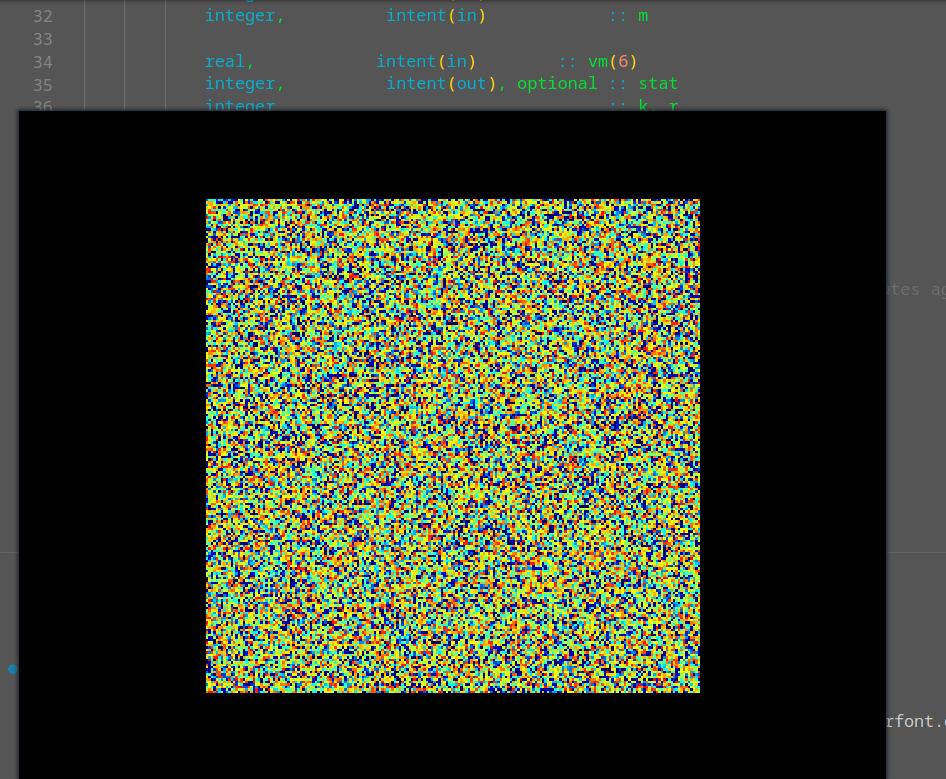 32 integer, intent(in) :: m
33
34 real, intent(in) :: vm(6)
35 integer, intent(out), optional :: stat
36 integer :: k, r
tes ad
rfont.